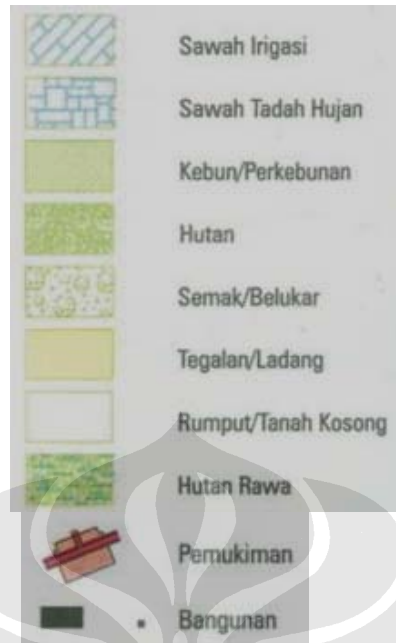 Sawah Irigasi
Sawah Tadah Hujan
Kebun/Perkebunan
Hutan
Semak/Belukar
Tegalan/Ladang
Rumput/Tanah Kosong
Hutan Rawa
Pemukiman
Bangunan